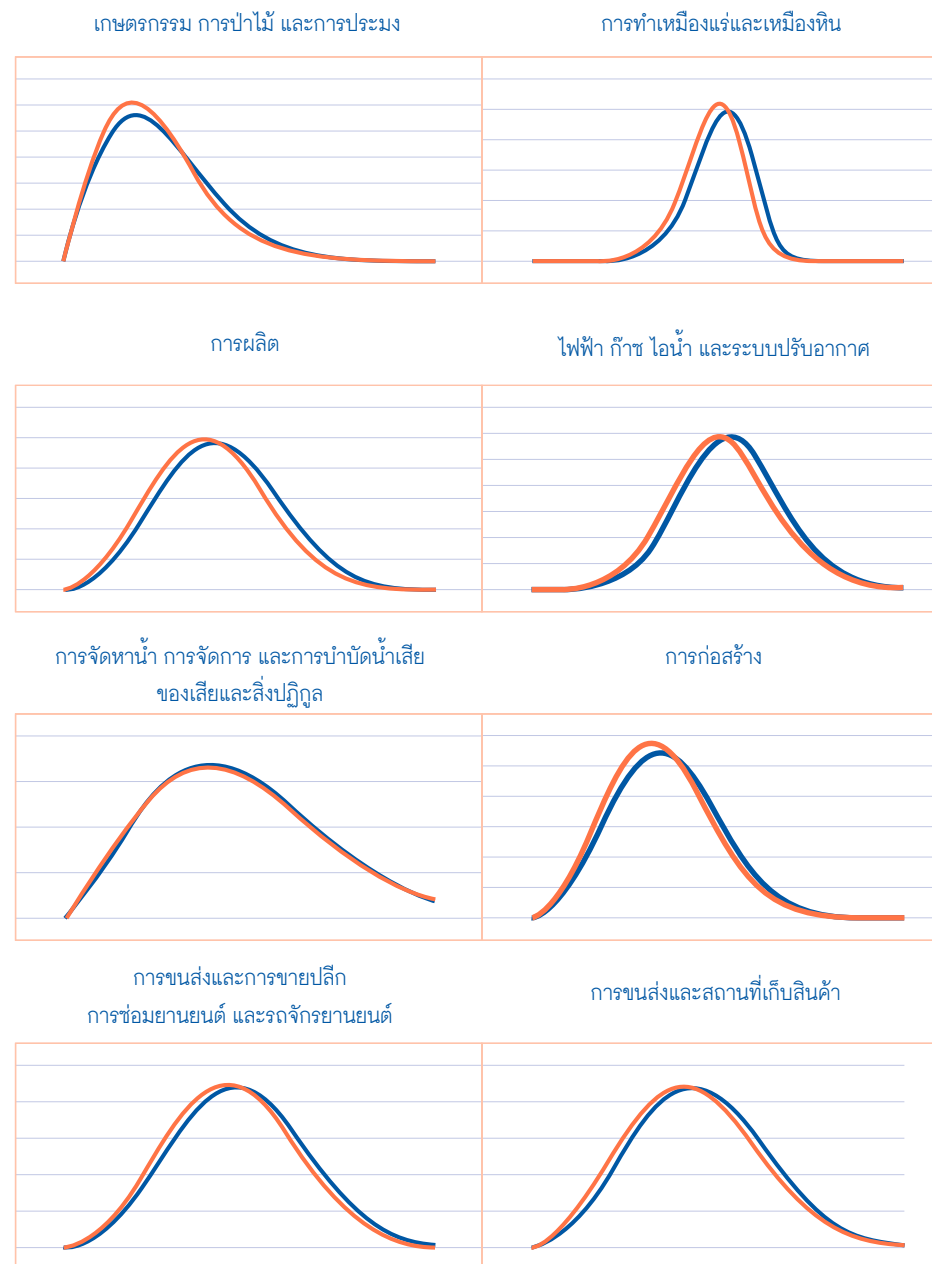 เกษตรกรรม การป่าไม้ และการประมง
การทำเหมืองแร่และเหมืองหิน
การผลิต
ไฟฟ้า ก๊าซ ไอน้ำ และระบบปรับอากาศ
การจัดหาน้ำ การจัดการ และการบำบัดน้ำเสีย
ของเสียและสิ่งปฏิกูล
การก่อสร้าง
การขนส่งและการขายปลีก
การซ่อมยานยนต์ และรถจักรยานยนต์
การขนส่งและสถานที่เก็บสินค้า